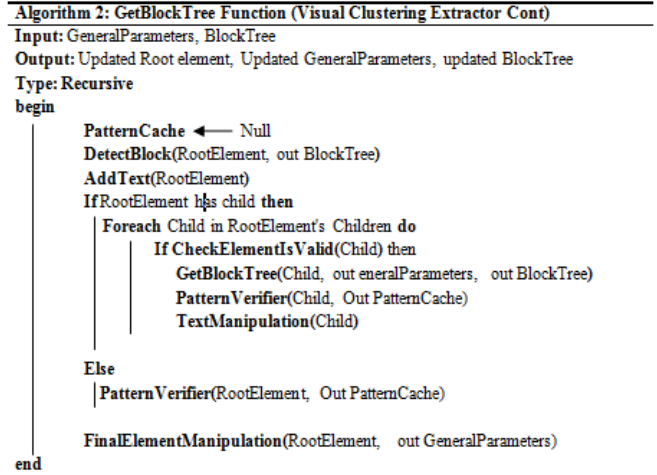 Algorithm 2: GetBlockTree Function (Visual Clustering Extractor Cont)
Input: GeneralParameters, BlockTree
Output: Updated Root element, Updated GeneralParameters, updated BlockTree
Type: Recursive
begin
PatternCache ← Null
DetectBlock(RootElement, out BlockTree)
AddText(RootElement)
If RootElement has child then
Foreach Child in RootElement's Children do
If CheckElementIsValid(Child) then
GetBlockTree(Child, out eneralParameters, out BlockTree)
PatternVerifier(Child, Out PatternCache)
TextManipulation(Child)
Else
PatternVerifier(RootElement, Out PatternCache)
FinalElementManipulation(RootElement, out GeneralParameters)
end